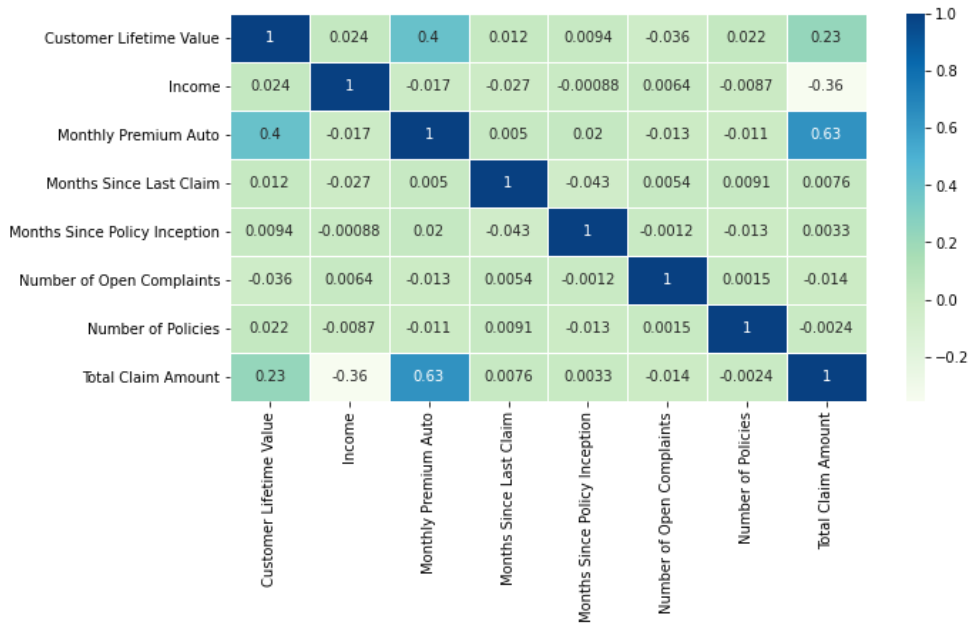 Customer Lifetime Value 1 0.024 0.4 0.012 0.0094 -0.036 0.022 0.23
Income 0.024 1 -0.017 -0.027 -0.00088 0.0064 -0.0087 -0.36
Monthly Premium Auto 0.4 -0.017 1 0.005 0.02 -0.013 -0.011 0.63
Months Since Last Claim 0.012 -0.027 0.005 1 -0.043 0.0054 0.0091 0.0076
Months Since Policy Inception 0.0094 -0.00088 0.02 -0.043 1 -0.0012 -0.013 0.0033
Number of Open Complaints -0.036 0.0064 -0.013 0.0054 -0.0012 1 0.0015 -0.014
Number of Policies 0.022 -0.0087 -0.011 0.0091 -0.013 0.0015 1 -0.0024
Total Claim Amount 0.23 -0.36 0.63 0.0076 0.0033 -0.014 -0.0024 1
Customer Lifetime Value
Income
Monthly Premium Auto
Months Since Last Claim
Months Since Policy Inception
Number of Open Complaints
Number of Policies
Total Claim Amount
1.0
0.8
0.6
0.4
0.2
0.0
−0.2